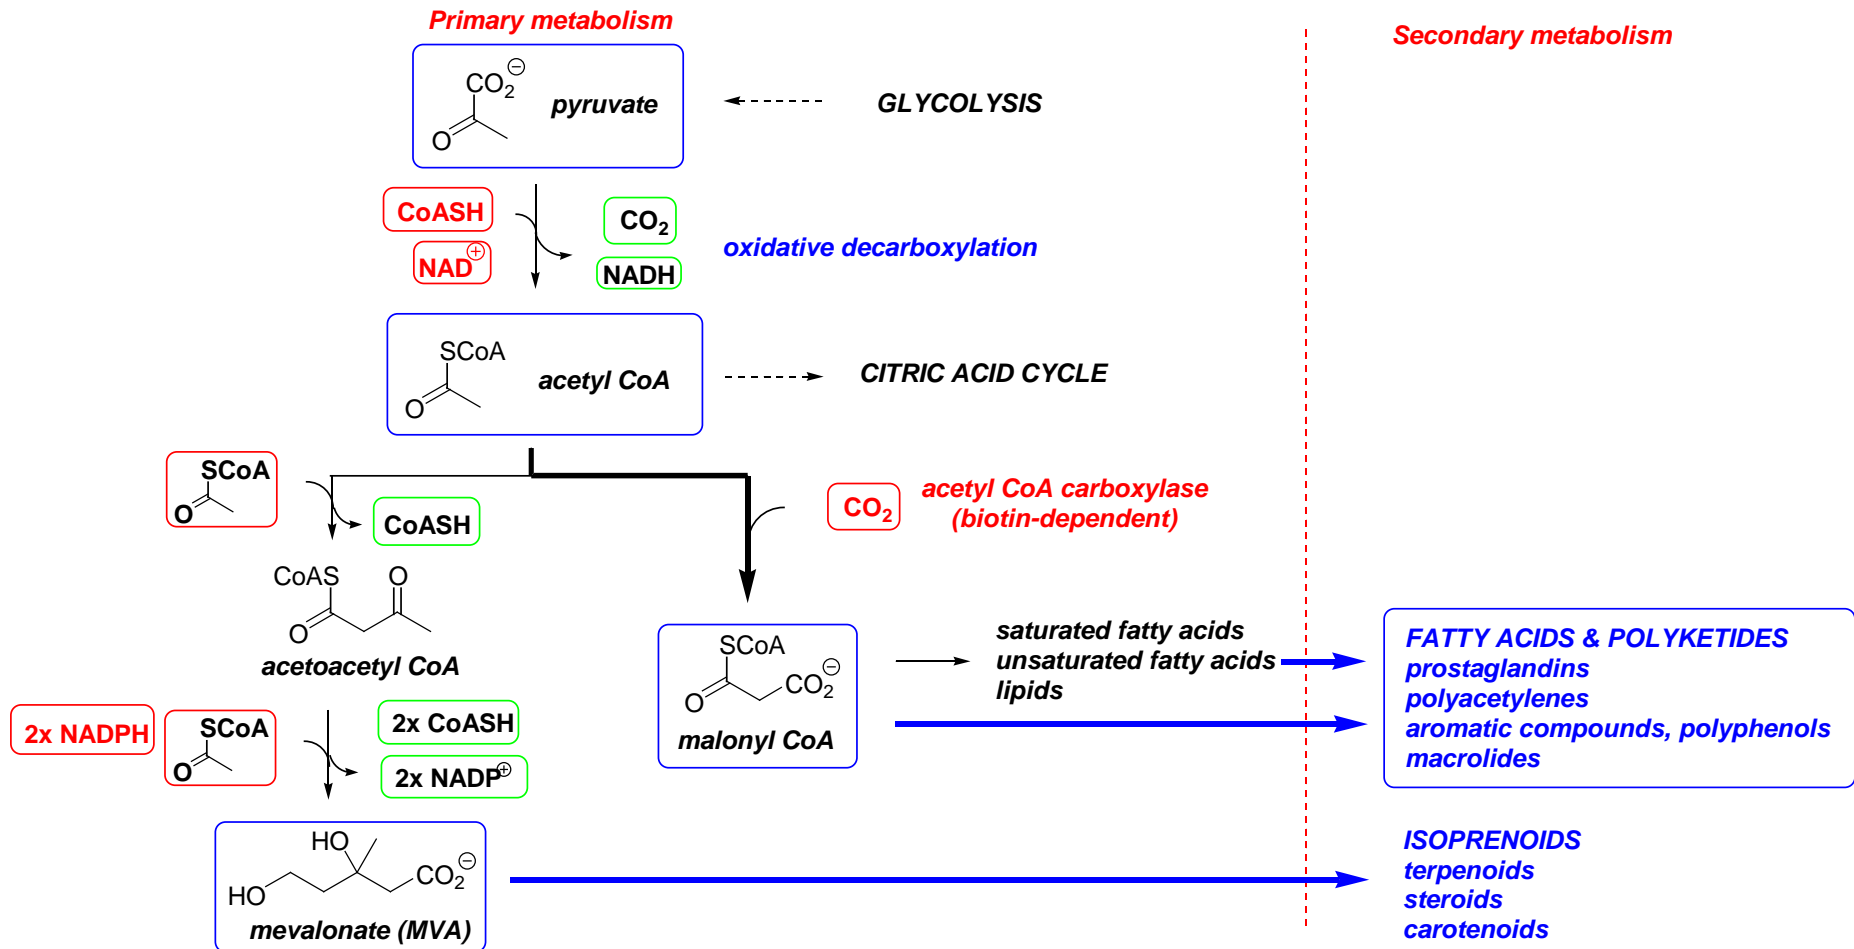 Primary metabolism
Secondary metabolism
CO2⊖
O
pyruvate
GLYCOLYSIS
CoASH
NAD⊕
CO2
NADH
oxidative decarboxylation
SCoA
O
acetyl CoA
CITRIC ACID CYCLE
SCoA
O
CoASH
CO2
acetyl CoA carboxylase
(biotin-dependent)
CoAS
O
O
acetoacetyl CoA
SCoA
O
CO2⊖
malonyl CoA
saturated fatty acids
unsaturated fatty acids
lipids
FATTY ACIDS & POLYKETIDES
prostaglandins
polyacetylenes
aromatic compounds, polyphenols
macrolides
2x NADPH
SCoA
O
2x CoASH
2x NADP⊕
HO
HO
CO2⊖
mevalonate (MVA)
ISOPRENOIDS
terpenoids
steroids
carotenoids